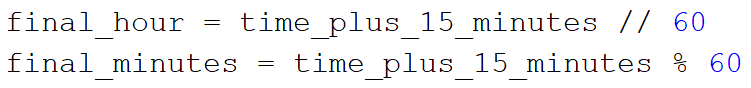 final_hour = time_plus_15_minutes // 60
final_minutes = time_plus_15_minutes % 60